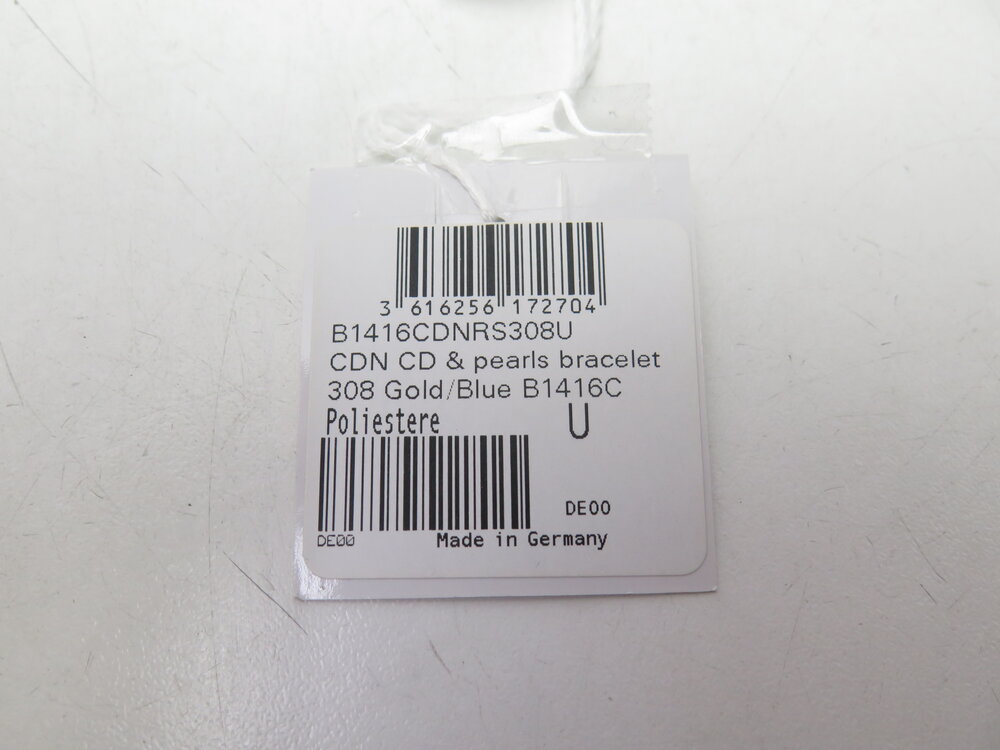 3 616256 172704
B1416CDNRS308U
CDN CD & pearls bracelet
308 Gold/Blue B1416C
Poliestere U
DE00
DE00 Made in Germany